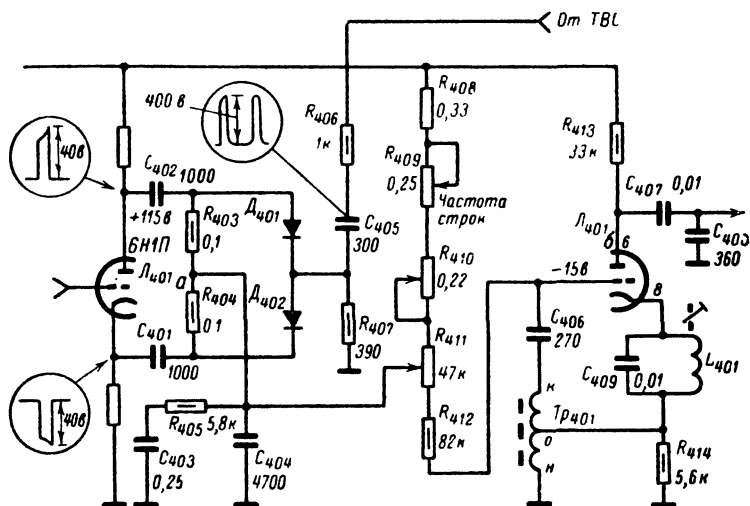 От ТВС
R408
0,33
400 в
R406
1к
R413
33к
40в
C402
1000
R409
0,25
C407
0,01
Частота
строк
+115в
R403
0,1
Д401
C405
300
Л401
б
6
C408
360
6Н1П
Л401 а
R410
0,22
-15в
R404
0 1
Д402
8
C401
1000
R407
390
R411
47к
C406
270
C409
0,01
L401
40в
к
R405
5,8к
R412
82к
Тр401
о
н
C403
0,25
C404
4700
R414
5,6к